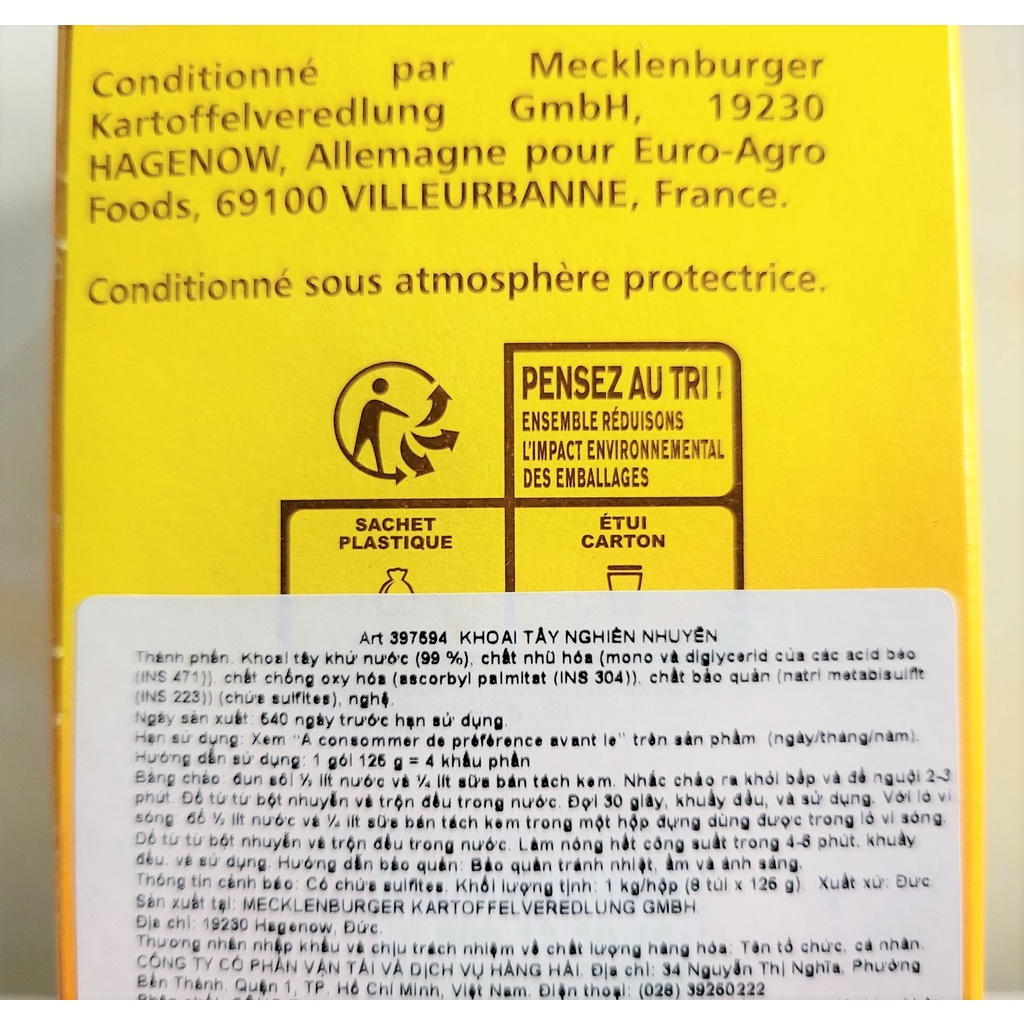 Conditionné par Mecklenburger
Kartoffelveredlung GmbH, 19230
HAGENOW, Allemagne pour Euro-Agro
Foods, 69100 VILLEURBANNE, France.
Conditionné sous atmosphère protectrice.
PENSEZ AU TRI !
ENSEMBLE RÉDUISONS
L'IMPACT ENVIRONNEMENTAL
DES EMBALLAGES
SACHET
PLASTIQUE
ÉTUI
CARTON
Art 397594 KHOAI TÂY NGHIỀN NHUYỄN
Thành phần: Khoai tây khử nước (99 %), chất nhũ hóa (mono và diglycerid của các acid béo
(INS 471)), chất chống oxy hóa (ascorbyl palmitat (INS 304)), chất bảo quản (natri metabisulfit
(INS 223)) (chứa sulfites), nghệ.
Ngày sản xuất: 540 ngày trước hạn sử dụng.
Hạn sử dụng: Xem "A consommer de préférence avant le" trên sản phẩm (ngày/tháng/năm).
Hướng dẫn sử dụng: 1 gói 125 g = 4 khẩu phần
Bằng chảo: đun sôi ½ lít nước và ¼ lít sữa bán tách kem. Nhấc chảo ra khỏi bếp và để nguội 2-3
phút. Đổ từ từ bột nhuyễn và trộn đều trong nước. Đợi 30 giây, khuấy đều, và sử dụng. Với lò vi
sóng đổ ½ lít nước và ¼ lít sữa bán tách kem trong một hộp đựng dùng được trong lò vi sóng.
Đổ từ từ bột nhuyễn và trộn đều trong nước. Làm nóng hết công suất trong 4-6 phút, khuấy
đều, và sử dụng. Hướng dẫn bảo quản: Bảo quản tránh nhiệt, ẩm và ánh sáng.
Thông tin cảnh báo: Có chứa sulfites. Khối lượng tịnh: 1 kg/hộp (8 túi x 125 g). Xuất xứ: Đức.
Sản xuất tại: MECKLENBURGER KARTOFFELVEREDLUNG GMBH
Địa chỉ: 19230 Hagenow, Đức.
Thương nhân nhập khẩu và chịu trách nhiệm về chất lượng hàng hóa: Tên tổ chức, cá nhân:
CÔNG TY CỔ PHẦN VẬN TẢI VÀ DỊCH VỤ HÀNG HẢI. Địa chỉ: 34 Nguyễn Thị Nghĩa, Phường
Bến Thành, Quận 1, TP. Hồ Chí Minh, Việt Nam. Điện thoại: (028) 39260222